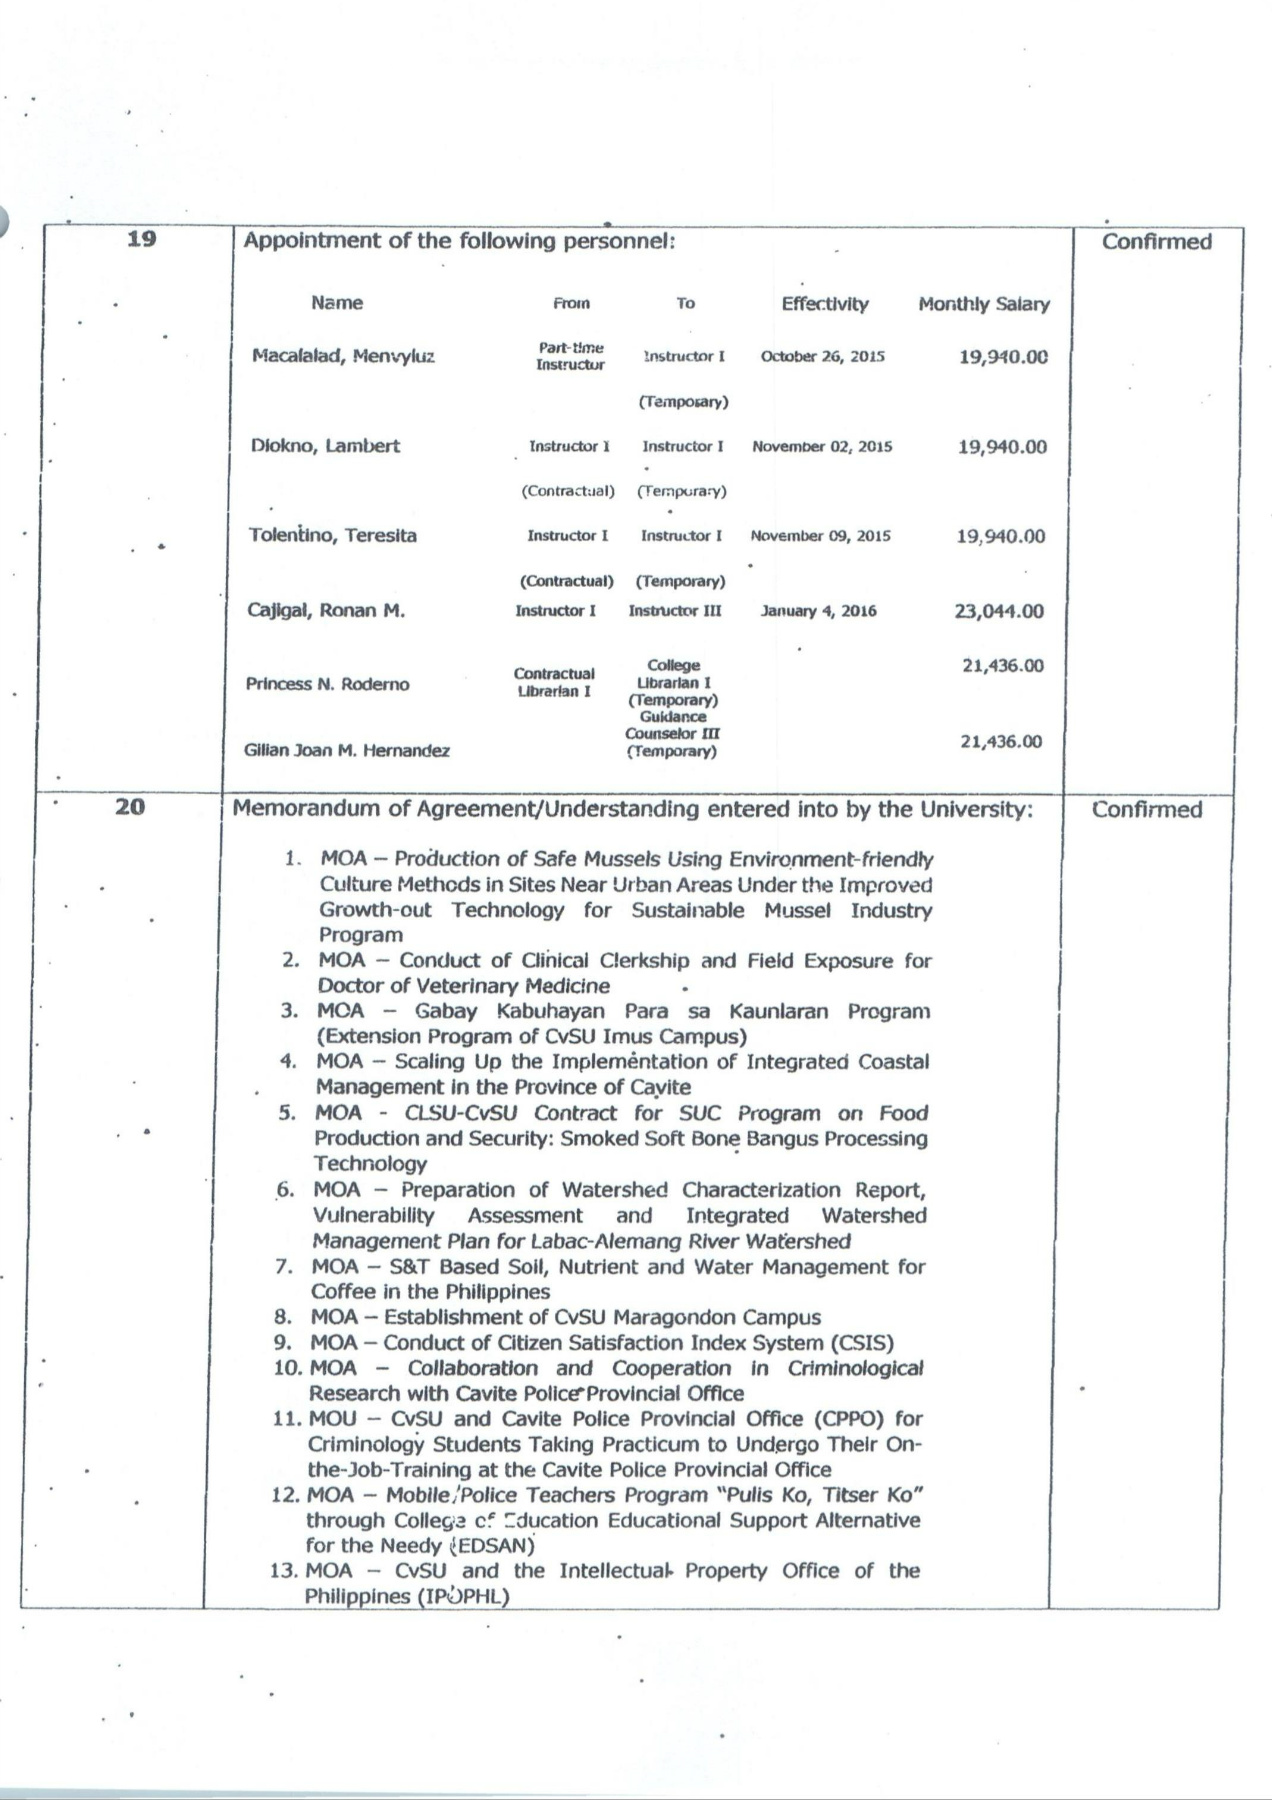 19 Appointment of the following personnel: Confirmed
Name From To Effectivity Monthly Salary
Macalalad, Menvyluz Part-time Instructor Instructor I October 26, 2015 19,940.00
(Temporary)
Diokno, Lambert Instructor I Instructor I November 02, 2015 19,940.00
(Contractual) (Temporary)
Tolentino, Teresita Instructor I Instructor I November 09, 2015 19,940.00
(Contractual) (Temporary)
Cajigal, Ronan M. Instructor I Instructor III January 4, 2016 23,044.00
Princess N. Roderno Contractual Librarian I College Librarian I (Temporary) 21,436.00
Gilian Joan M. Hernandez Guidance Counselor III (Temporary) 21,436.00
20 Memorandum of Agreement/Understanding entered into by the University: Confirmed
1. MOA – Production of Safe Mussels Using Environment-friendly
Culture Methods in Sites Near Urban Areas Under the Improved
Growth-out Technology for Sustainable Mussel Industry
Program
2. MOA – Conduct of Clinical Clerkship and Field Exposure for
Doctor of Veterinary Medicine
3. MOA – Gabay Kabuhayan Para sa Kaunlaran Program
(Extension Program of CvSU Imus Campus)
4. MOA – Scaling Up the Implementation of Integrated Coastal
Management in the Province of Cavite
5. MOA - CLSU-CvSU Contract for SUC Program on Food
Production and Security: Smoked Soft Bone Bangus Processing
Technology
6. MOA – Preparation of Watershed Characterization Report,
Vulnerability Assessment and Integrated Watershed
Management Plan for Labac-Alemang River Watershed
7. MOA – S&T Based Soil, Nutrient and Water Management for
Coffee in the Philippines
8. MOA – Establishment of CvSU Maragondon Campus
9. MOA – Conduct of Citizen Satisfaction Index System (CSIS)
10. MOA – Collaboration and Cooperation in Criminological
Research with Cavite Police Provincial Office
11. MOU – CvSU and Cavite Police Provincial Office (CPPO) for
Criminology Students Taking Practicum to Undergo Their On-
the-Job-Training at the Cavite Police Provincial Office
12. MOA – Mobile/Police Teachers Program “Pulis Ko, Titser Ko”
through College of Education Educational Support Alternative
for the Needy (EDSAN)
13. MOA – CvSU and the Intellectual Property Office of the
Philippines (IPOPHL)